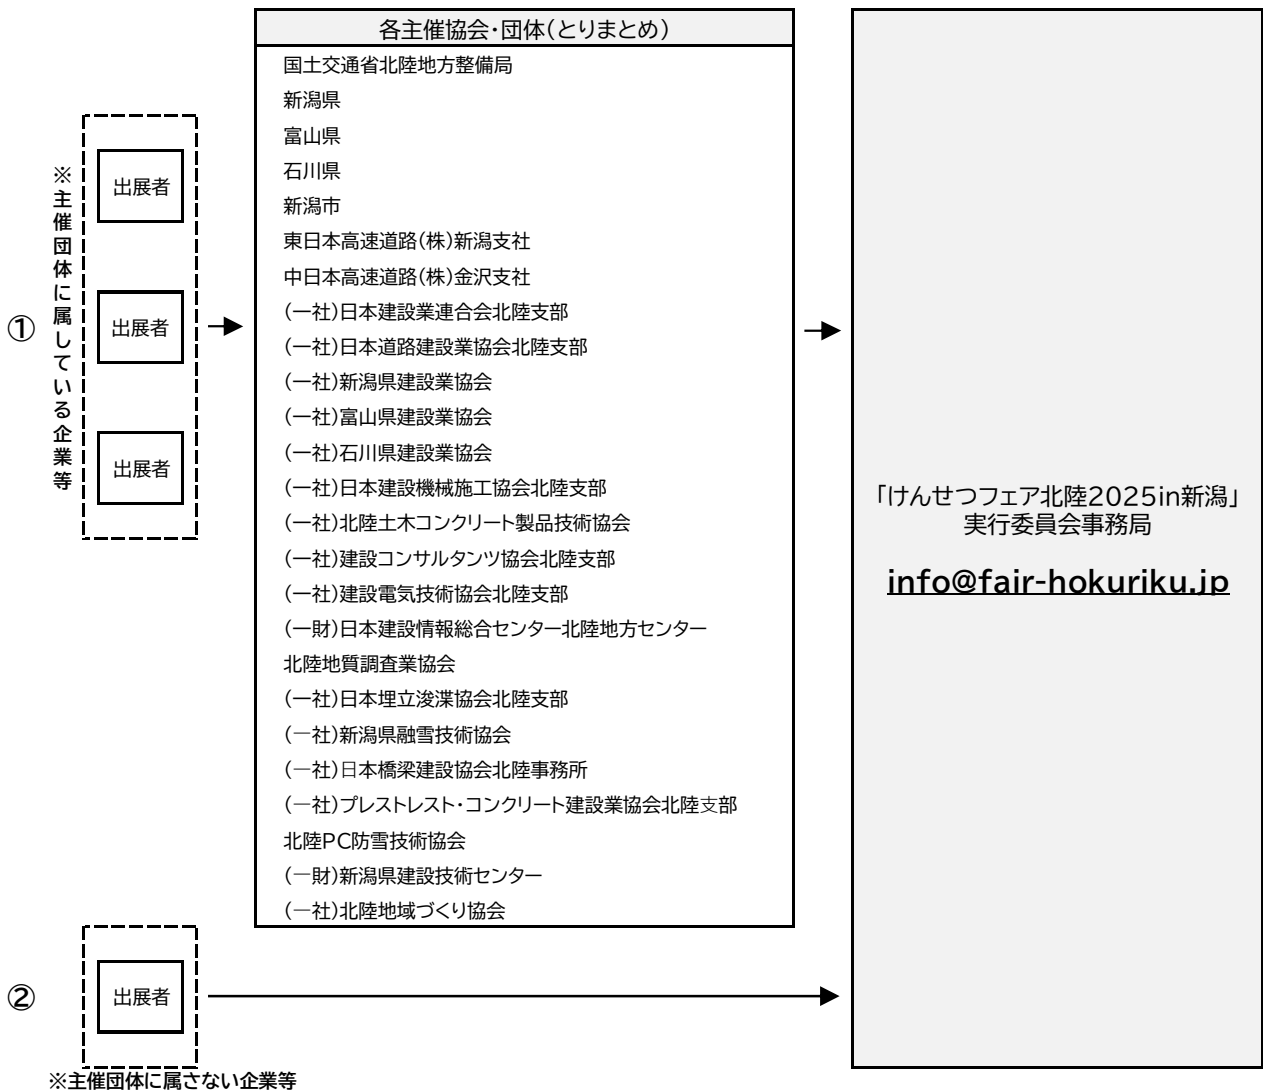 ①
※主催団体に属している企業等
出展者
出展者
出展者
各主催協会・団体(とりまとめ)
国土交通省北陸地方整備局
新潟県
富山県
石川県
新潟市
東日本高速道路(株)新潟支社
中日本高速道路(株)金沢支社
(一社)日本建設業連合会北陸支部
(一社)日本道路建設業協会北陸支部
(一社)新潟県建設業協会
(一社)富山県建設業協会
(一社)石川県建設業協会
(一社)日本建設機械施工協会北陸支部
(一社)北陸土木コンクリート製品技術協会
(一社)建設コンサルタンツ協会北陸支部
(一社)建設電気技術協会北陸支部
(一財)日本建設情報総合センター北陸地方センター
北陸地質調査業協会
(一社)日本埋立浚渫協会北陸支部
(一社)新潟県融雪技術協会
(一社)日本橋梁建設協会北陸事務所
(一社)プレストレスト・コンクリート建設業協会北陸支部
北陸PC防雪技術協会
(一財)新潟県建設技術センター
(一社)北陸地域づくり協会
「けんせつフェア北陸2025in新潟」
実行委員会事務局
info@fair-hokuriku.jp
②
出展者
※主催団体に属さない企業等